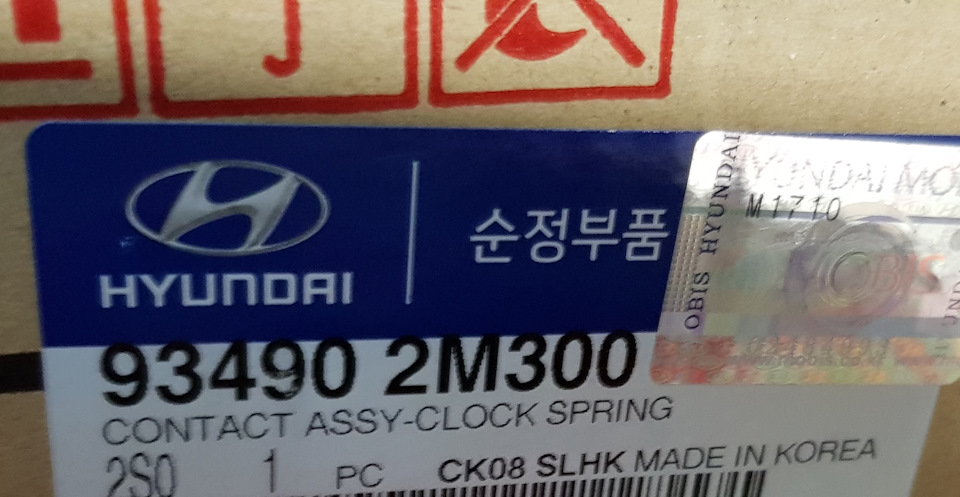 HYUNDAI
순정부품
OBIS HYUNDAI
YUNDAI MO
M1710
93490 2M300
CONTACT ASSY-CLOCK SPRING
2S0 1 PC CK08 SLHK MADE IN KOREA